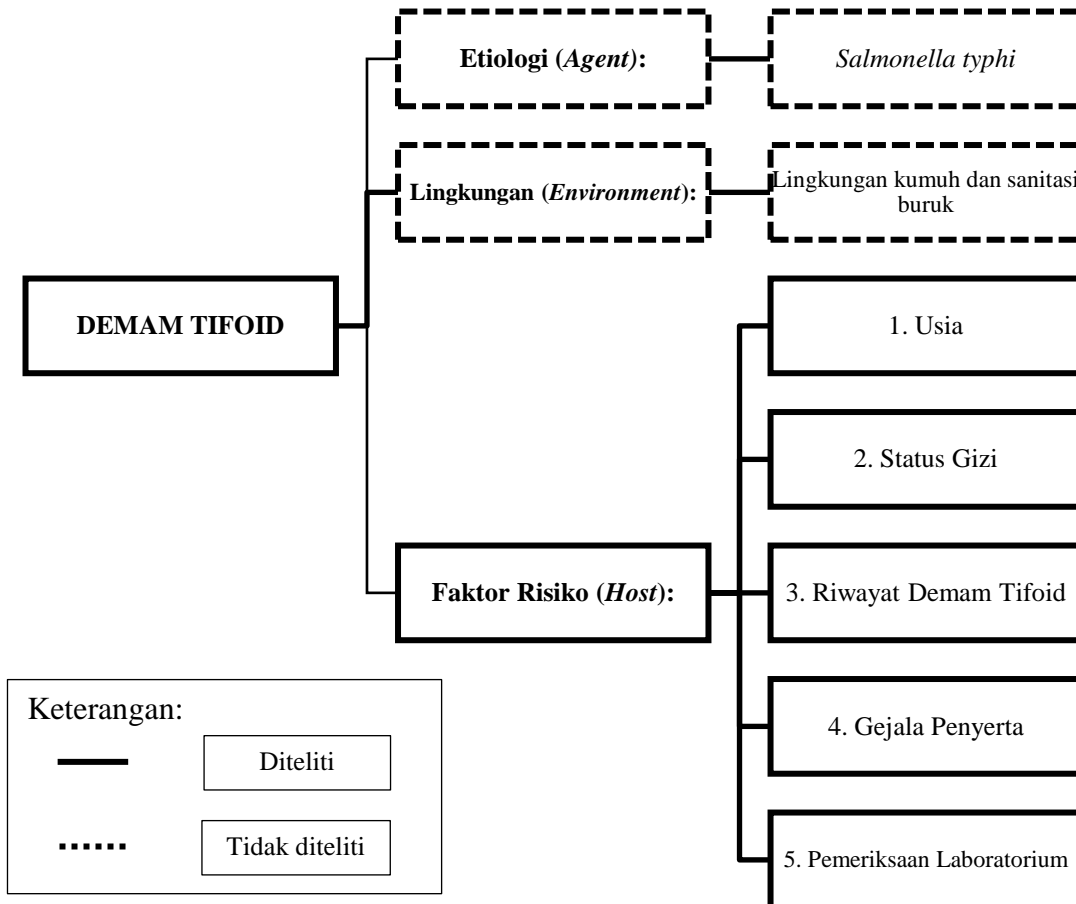 Etiologi (Agent):
Salmonella typhi
Lingkungan (Environment):
Lingkungan kumuh dan sanitasi
buruk
DEMAM TIFOID
1. Usia
2. Status Gizi
Faktor Risiko (Host):
3. Riwayat Demam Tifoid
4. Gejala Penyerta
5. Pemeriksaan Laboratorium
Keterangan:
Diteliti
Tidak diteliti